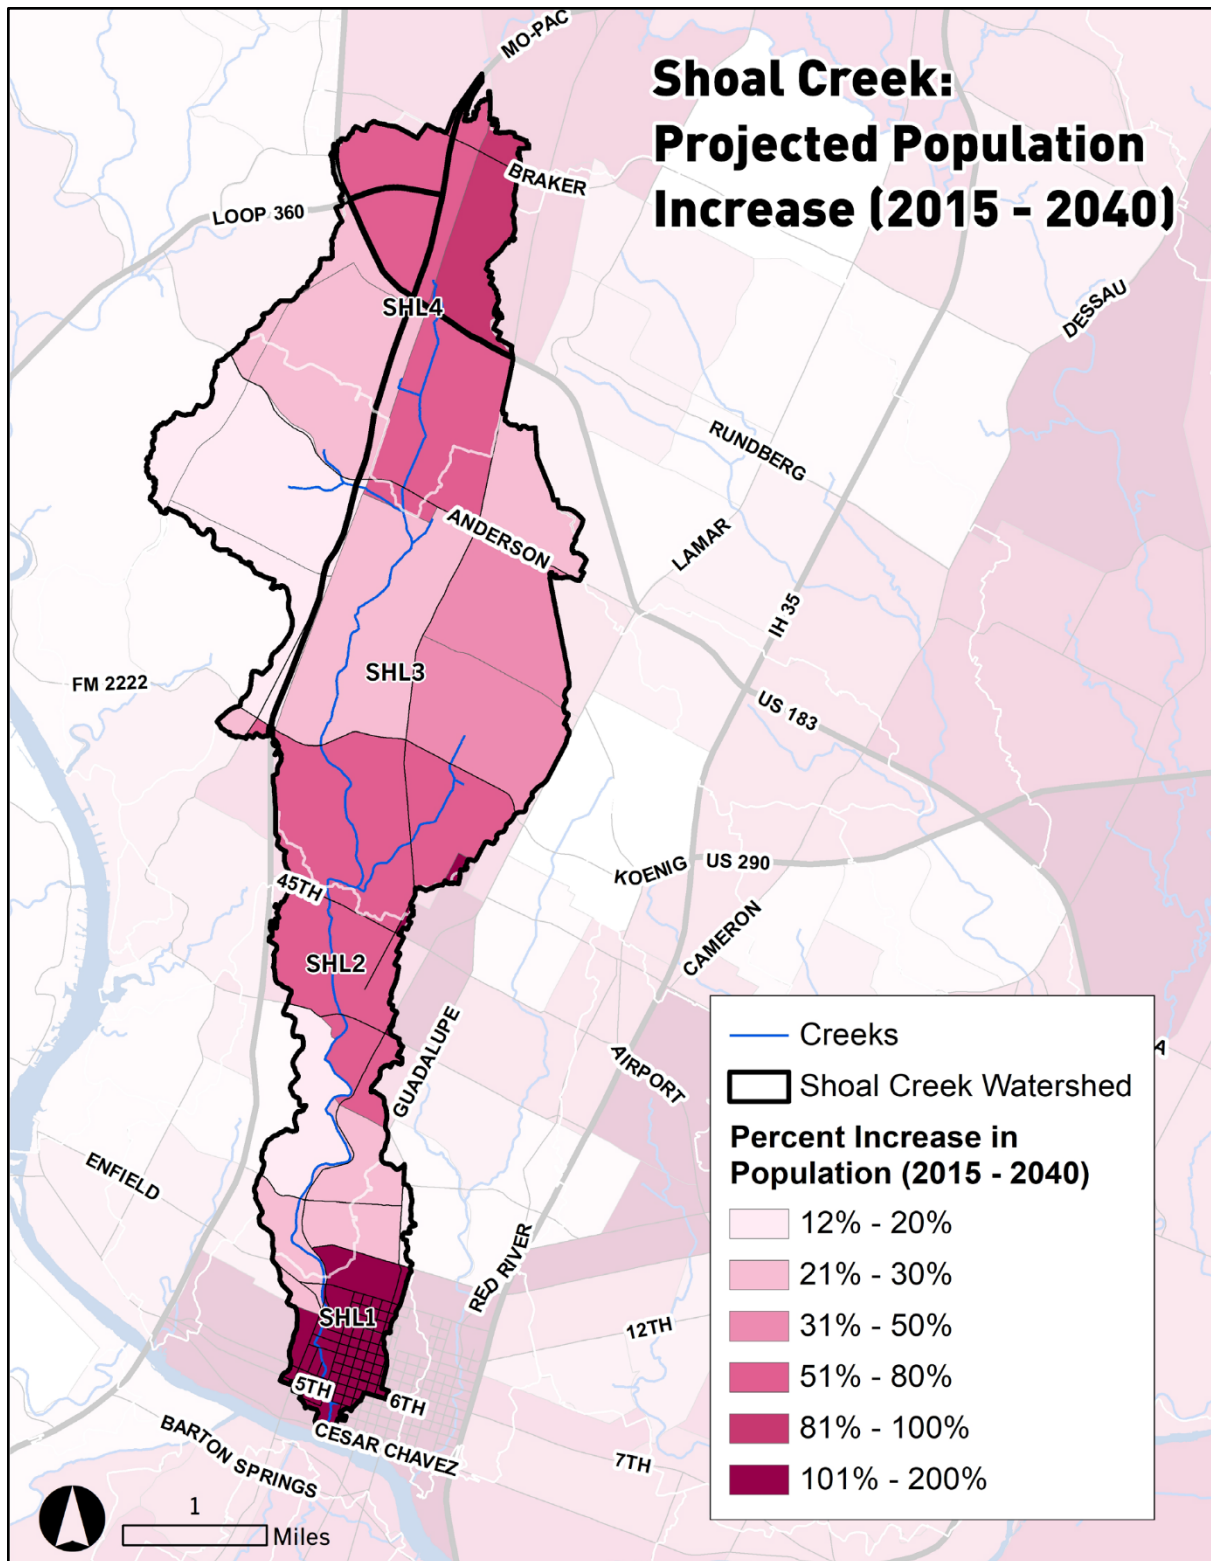 Shoal Creek:
Projected Population
Increase (2015 - 2040)
MO-PAC
BRAKER
LOOP 360
DESSAU
SHL4
RUNDBERG
ANDERSON
LAMAR
IH 35
SHL3
FM 2222
US 183
KOENIG
US 290
45TH
CAMERON
SHL2
GUADALUPE
AIRPORT
A
ENFIELD
RED RIVER
SHL1
12TH
5TH
6TH
CESAR CHAVEZ
BARTON SPRINGS
7TH
Creeks
Shoal Creek Watershed
Percent Increase in
Population (2015 - 2040)
12% - 20%
21% - 30%
31% - 50%
51% - 80%
81% - 100%
101% - 200%
1
Miles